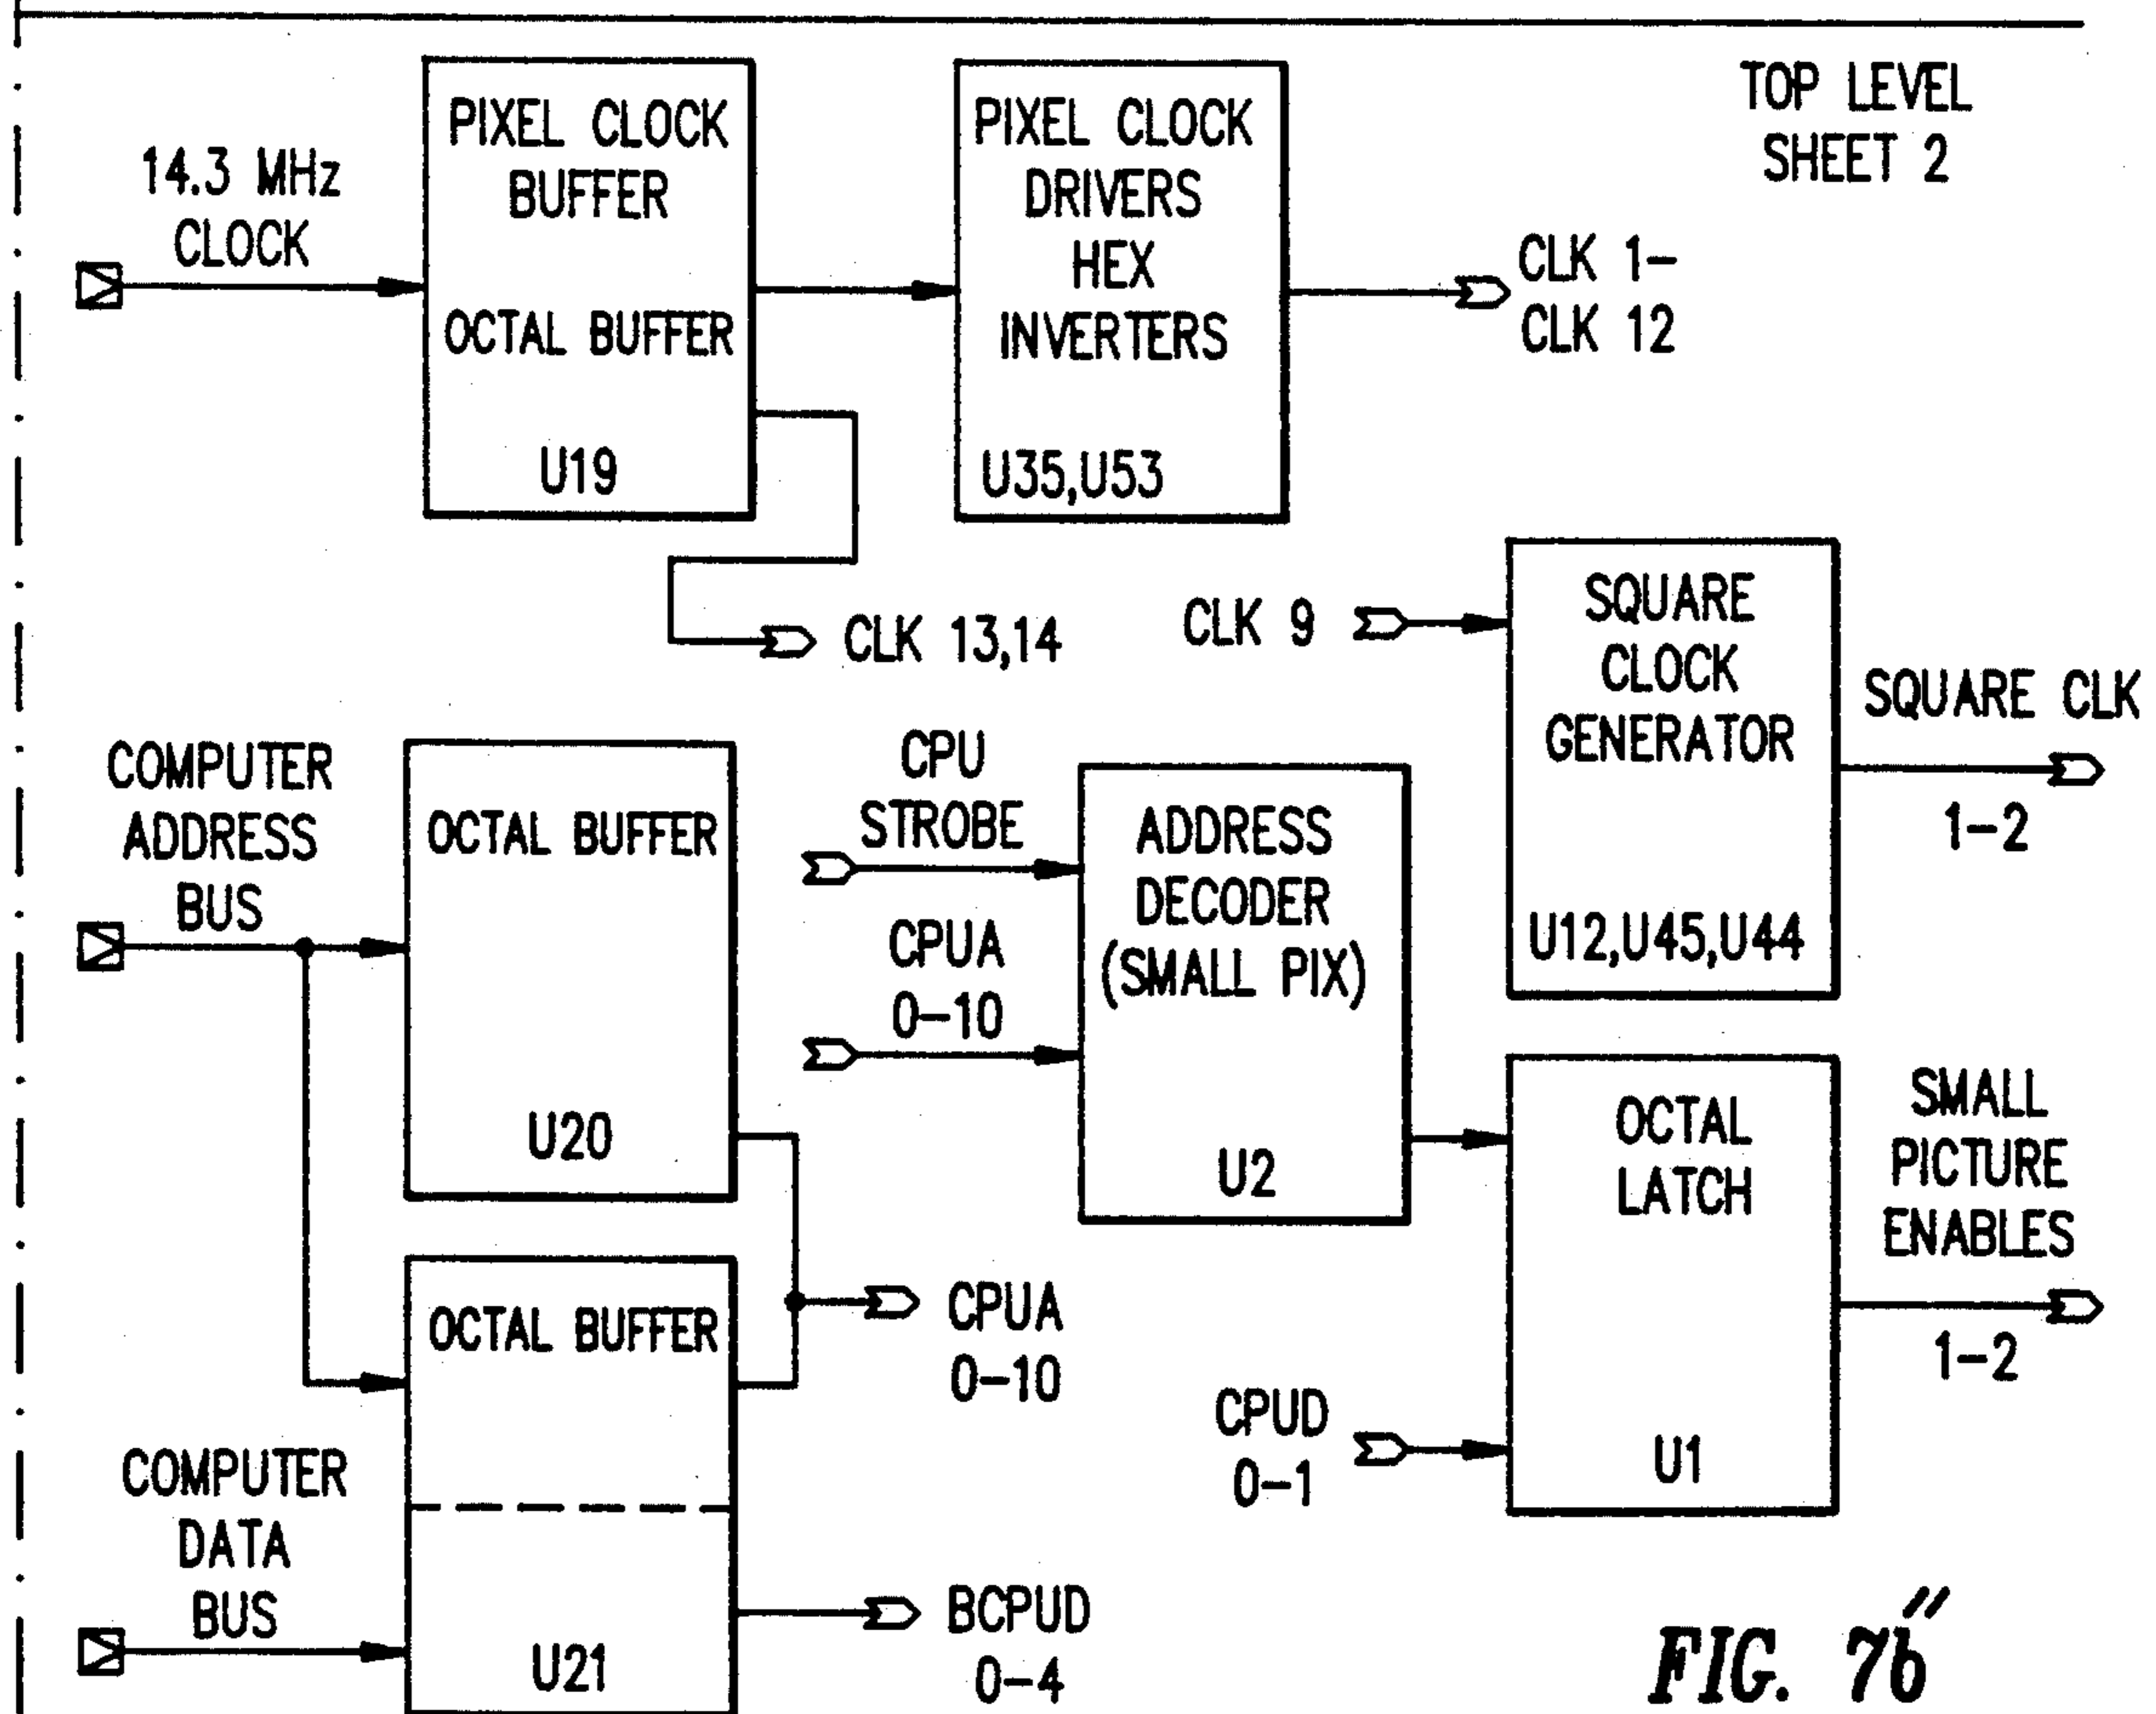 TOP LEVEL
SHEET 2
14.3 MHz
CLOCK
PIXEL CLOCK
BUFFER
OCTAL BUFFER
U19
PIXEL CLOCK
DRIVERS
HEX
INVERTERS
U35,U53
CLK 1-
CLK 12
CLK 13,14
CLK 9
SQUARE
CLOCK
GENERATOR
U12,U45,U44
SQUARE CLK
1-2
COMPUTER
ADDRESS
BUS
OCTAL BUFFER
U20
CPU
STROBE
CPUA
0-10
ADDRESS
DECODER
(SMALL PIX)
U2
OCTAL
LATCH
U1
SMALL
PICTURE
ENABLES
1-2
OCTAL BUFFER
CPUA
0-10
CPUD
0-1
COMPUTER
DATA
BUS
U21
BCPUD
0-4
FIG. 7b"